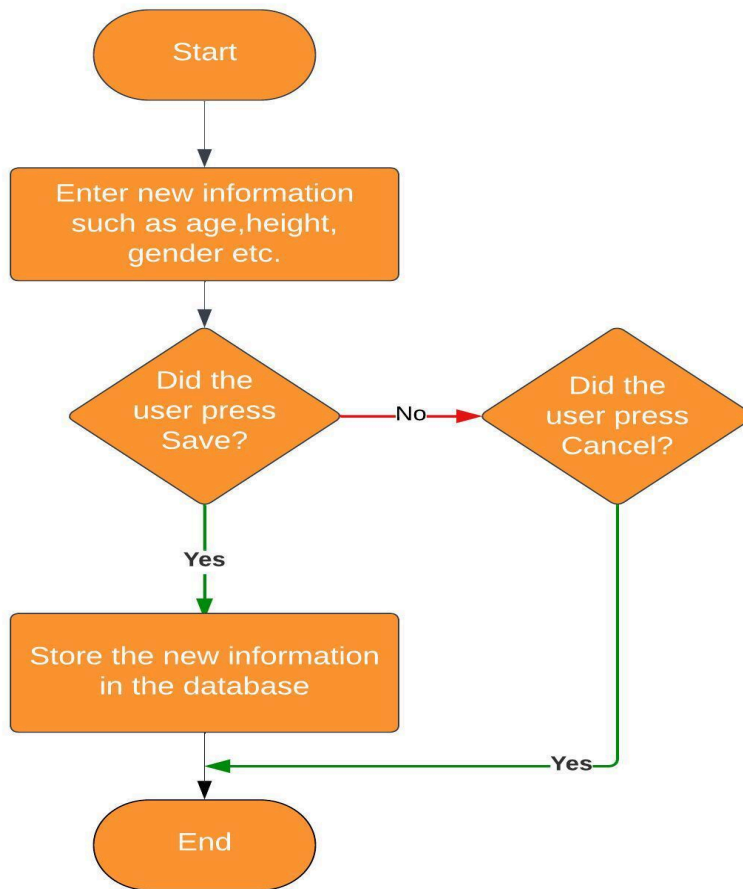 Start
Enter new information
such as age,height,
gender etc.
Did the
user press
Save?
No
Did the
user press
Cancel?
Yes
Store the new information
in the database
Yes
End